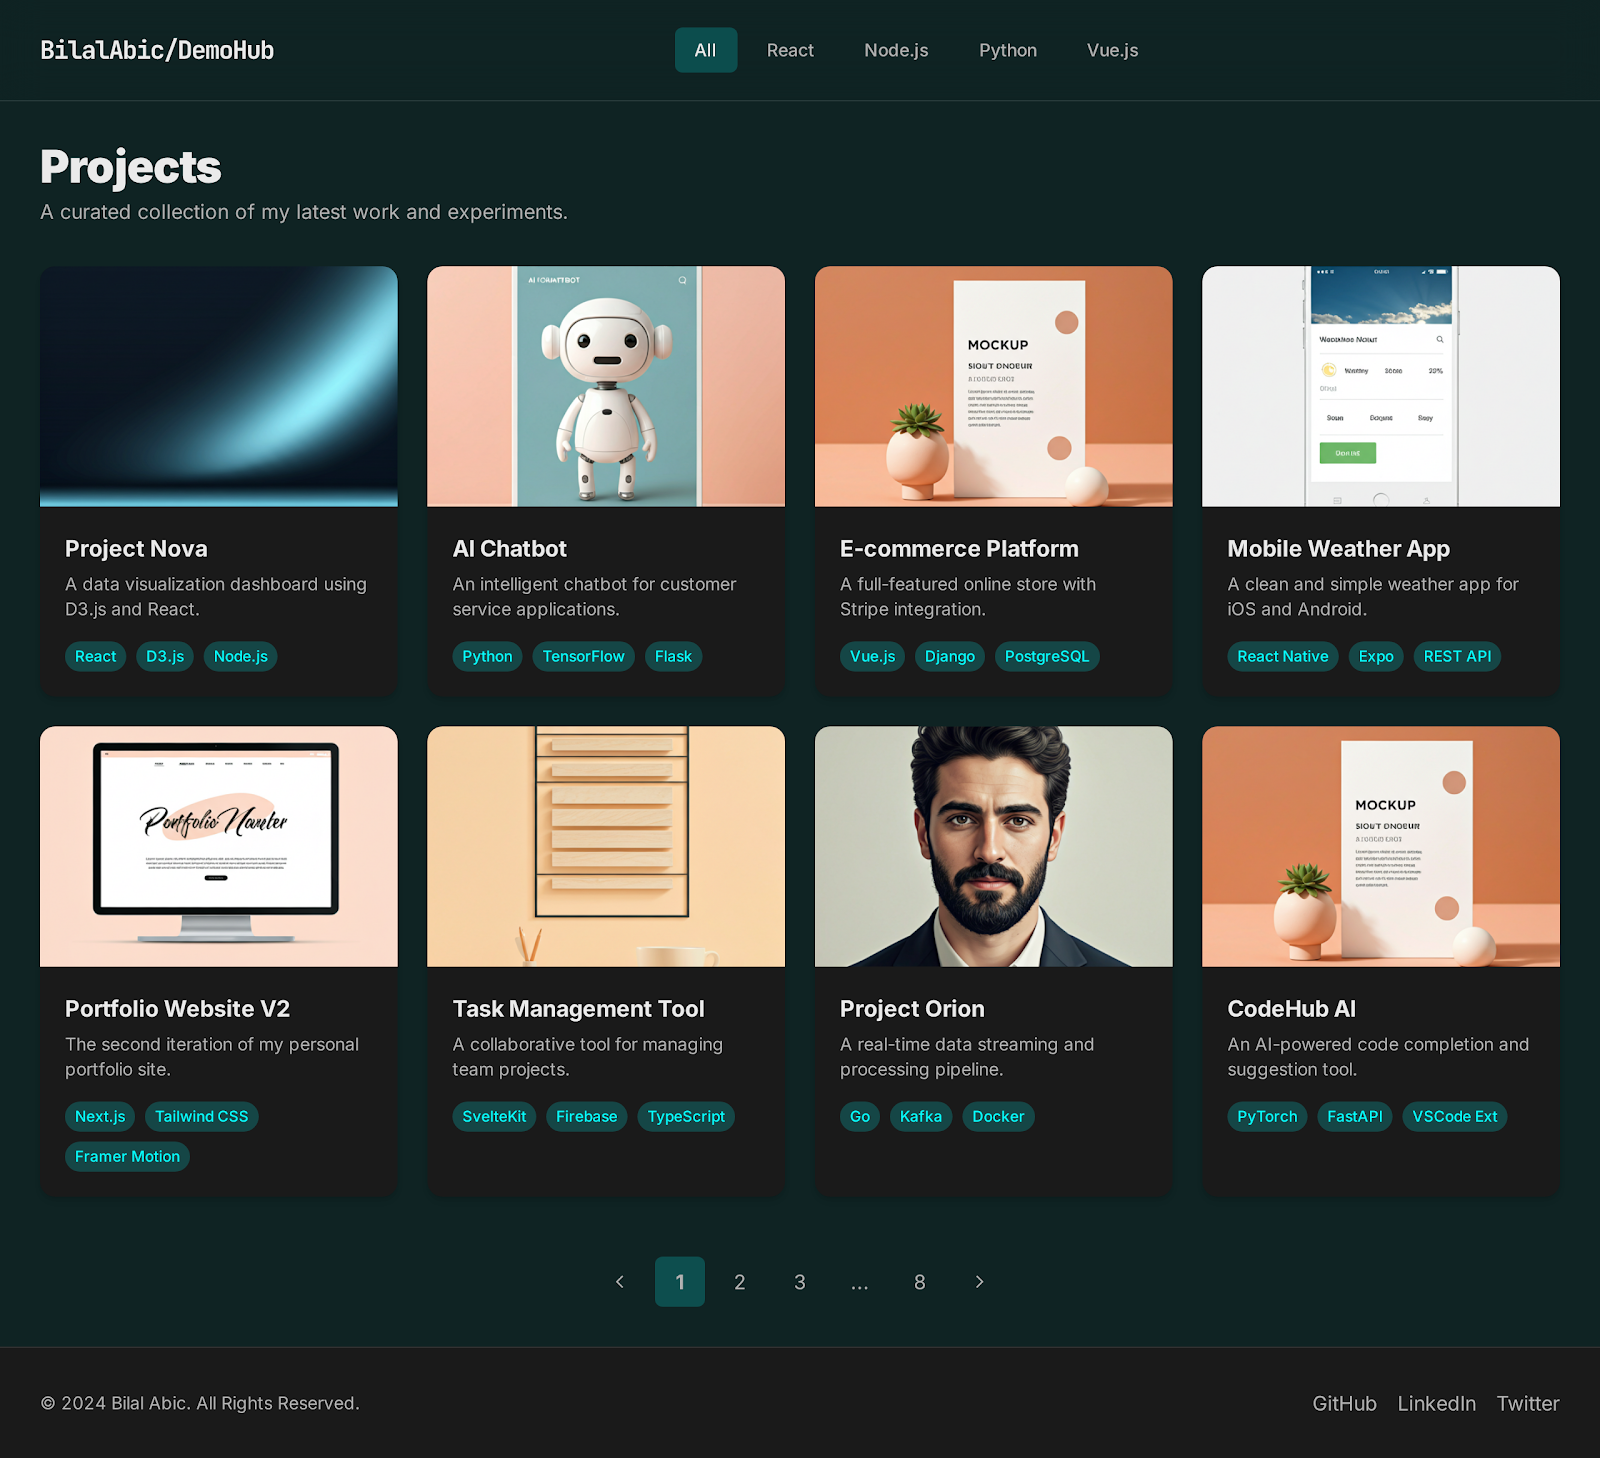 BilalAbic/DemoHub
All React Node.js Python Vue.js
Projects
A curated collection of my latest work and experiments.
MOCKUP
Project Nova
A data visualization dashboard using
D3.js and React.
React D3.js Node.js
AI Chatbot
An intelligent chatbot for customer
service applications.
Python TensorFlow Flask
E-commerce Platform
A full-featured online store with
Stripe integration.
Vue.js Django PostgreSQL
Mobile Weather App
A clean and simple weather app for
iOS and Android.
React Native Expo REST API
MOCKUP
Portfolio Website V2
The second iteration of my personal
portfolio site.
Next.js Tailwind CSS
Framer Motion
Task Management Tool
A collaborative tool for managing
team projects.
SvelteKit Firebase TypeScript
Project Orion
A real-time data streaming and
processing pipeline.
Go Kafka Docker
CodeHub AI
An AI-powered code completion and
suggestion tool.
PyTorch FastAPI VSCode Ext
1 2 3 ... 8
© 2024 Bilal Abic. All Rights Reserved.
GitHub LinkedIn Twitter